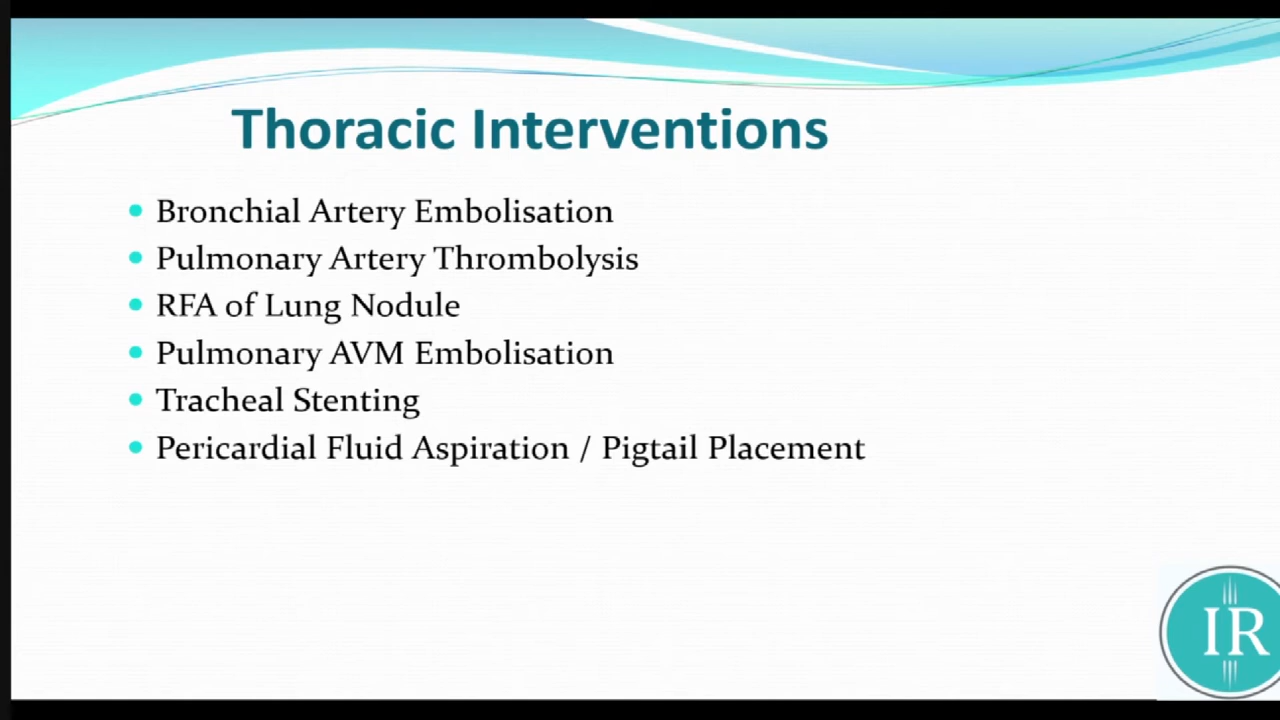 Thoracic Interventions
Bronchial Artery Embolisation
Pulmonary Artery Thrombolysis
RFA of Lung Nodule
Pulmonary AVM Embolisation
Tracheal Stenting
Pericardial Fluid Aspiration / Pigtail Placement
IR